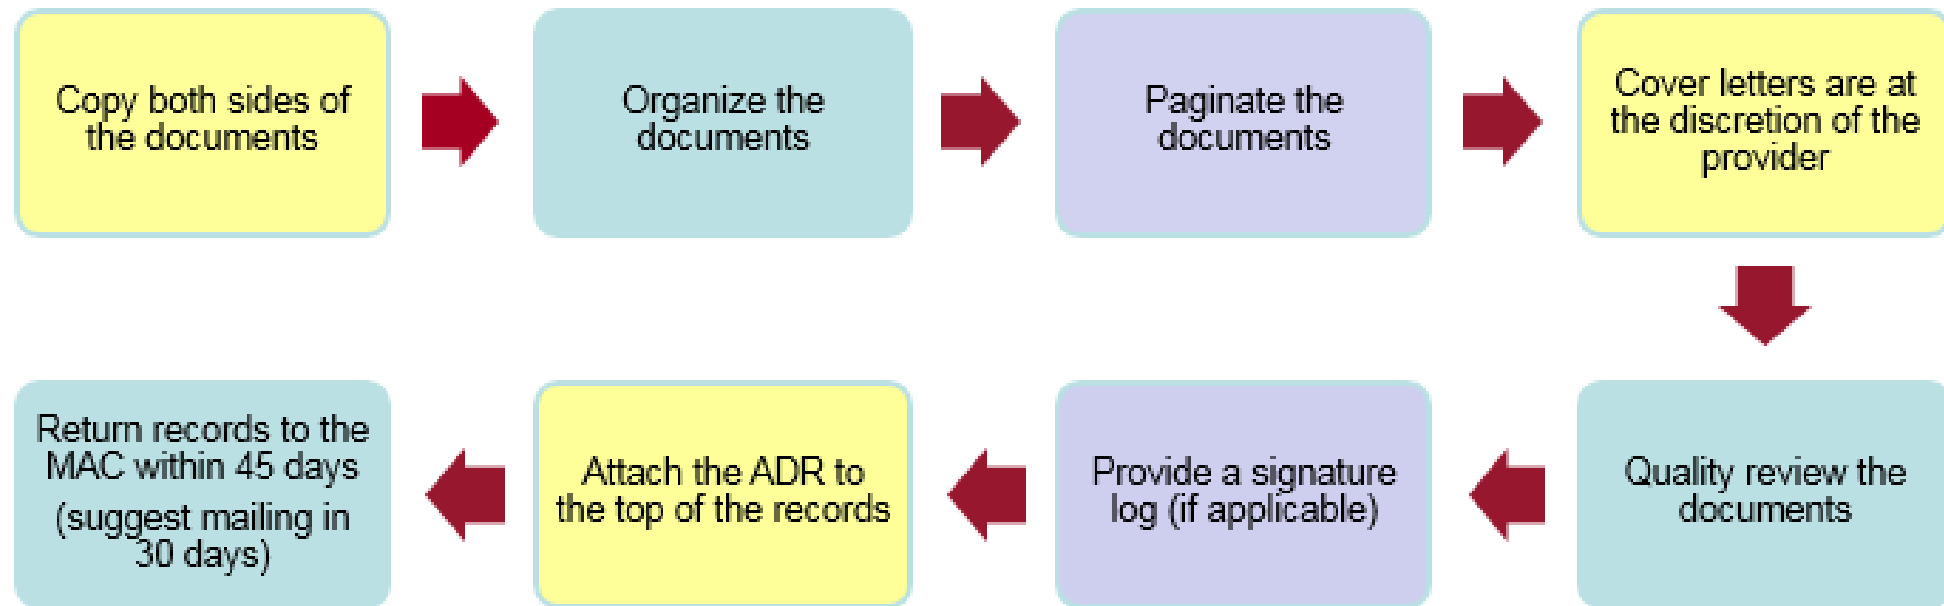 Copy both sides of
the documents
Organize the
documents
Paginate the
documents
Cover letters are at
the discretion of the
provider
Quality review the
documents
Provide a signature
log (if applicable)
Attach the ADR to
the top of the records
Return records to the
MAC within 45 days
(suggest mailing in
30 days)